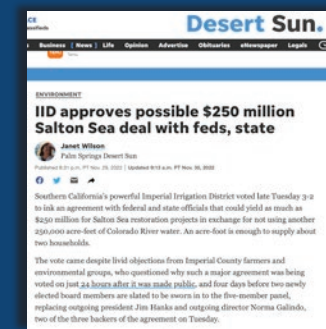 Desert Sun.
Business News Life Opinion Advertise Obituaries eNewspaper Legals
ENVIRONMENT
IID approves possible $250 million
Salton Sea deal with feds, state
Janet Wilson
Palm Springs Desert Sun
Southern California's powerful Imperial Irrigation District voted late Tuesday 3-2
to ink an agreement with federal and state officials that could yield as much as
$250 million for Salton Sea restoration projects in exchange for not using another
250,000 acre-feet of Colorado River water. An acre-foot is enough to supply about
two households.
The vote came despite livid objections from Imperial County farmers and
environmental groups, who questioned why such a major agreement was being
voted on just 24 hours after it was made public, and four days before two newly
elected board members are slated to be sworn in to the five-member panel,
replacing outgoing president Jim Hanks and outgoing director Norma Galindo,
two of the three backers of the agreement on Tuesday.